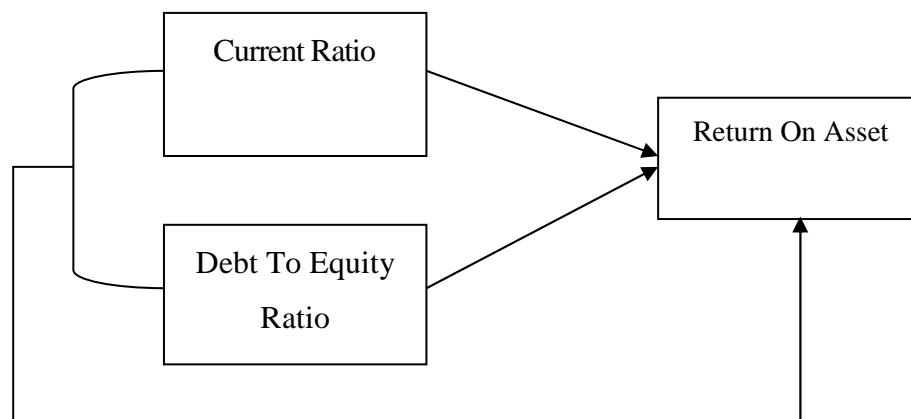 Current Ratio
Return On Asset
Debt To Equity
Ratio